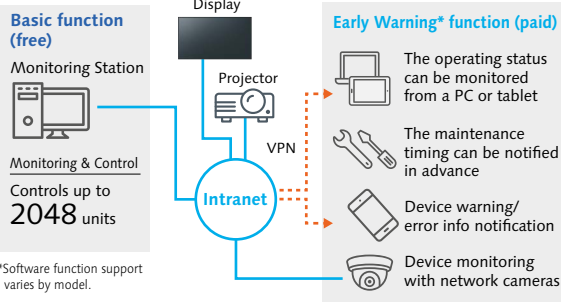 Display
Basic function
(free)
Monitoring Station
Monitoring & Control
Controls up to
2048 units
*Software function support
varies by model.
Projector
VPN
Intranet
Early Warning* function (paid)
The operating status
can be monitored
from a PC or tablet
The maintenance
timing can be notified
in advance
Device warning/
error info notification
Device monitoring
with network cameras